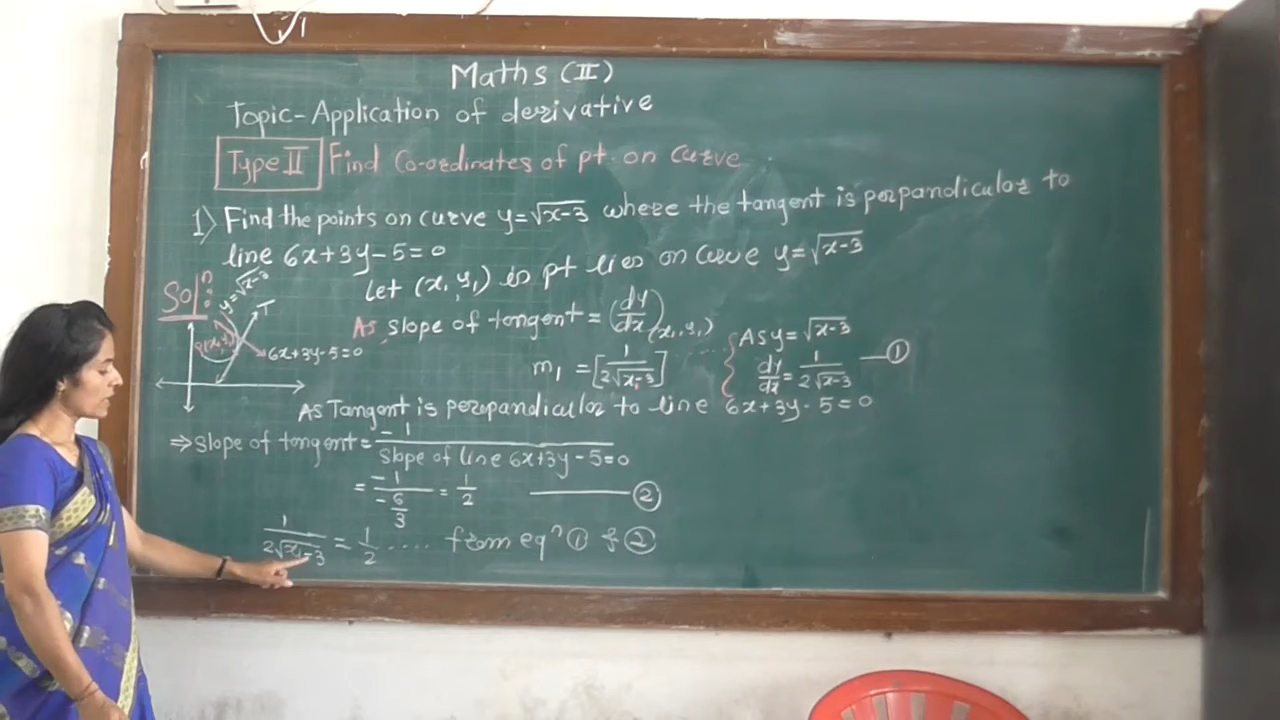 Maths (II)
Topic-Application of derivative
Type II Find Co-ordinates of pt. on curve
1) Find the points on curve y=√x-3 where the tangent is perpandicular to
line 6x+3y-5=0
Solⁿ:
Let (x₁,y₁) is pt lies on curve y=√x-3
y=√x-3
T
P(x₁,y₁)
6x+3y-5=0
As, slope of tangent = (dy/dx)(x₁,y₁)
m₁ = [1/2√x₁-3]
As y=√x-3
dy/dx = 1/2√x-3 —①
As Tangent is perpandicular to line 6x+3y-5=0
⇒ Slope of tangent = -1/Slope of line 6x+3y-5=0
= -1/-6/3 = 1/2 —②
1/2√x₁-3 = 1/2 .... from eqⁿ ① & ②